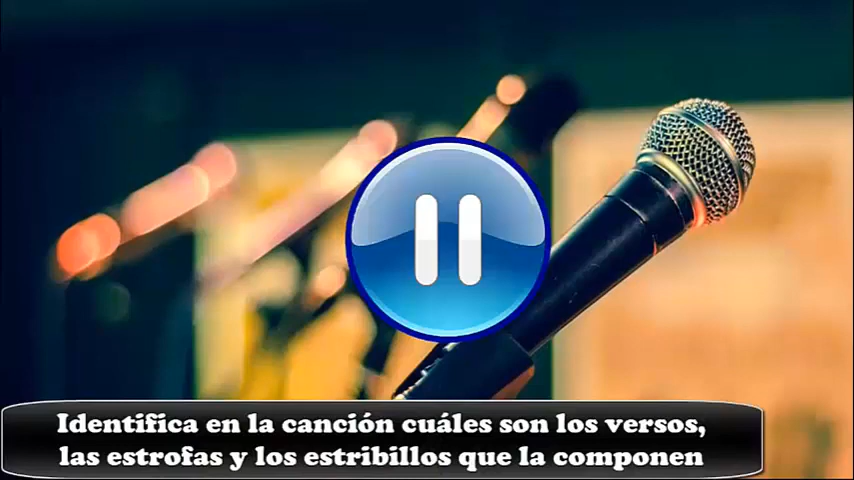 Identifica en la canción cuáles son los versos,
las estrofas y los estribillos que la componen